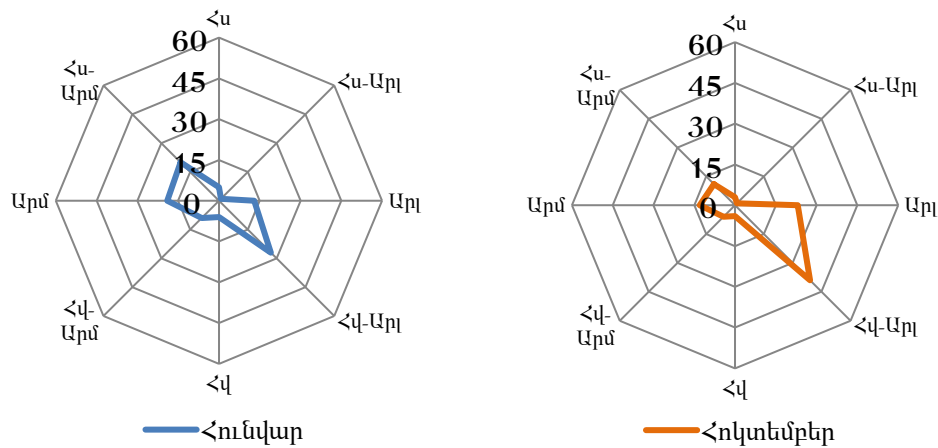 Հս
60
45
30
15
0
Հս-
Արմ
Հս-Արլ
Արմ
Արլ
Հվ-
Արմ
Հվ-Արլ
Հվ
Հունվար
Հս
60
45
30
15
0
Հս-
Արմ
Հս-Արլ
Արմ
Արլ
Հվ-
Արմ
Հվ-Արլ
Հվ
Հոկտեմբեր